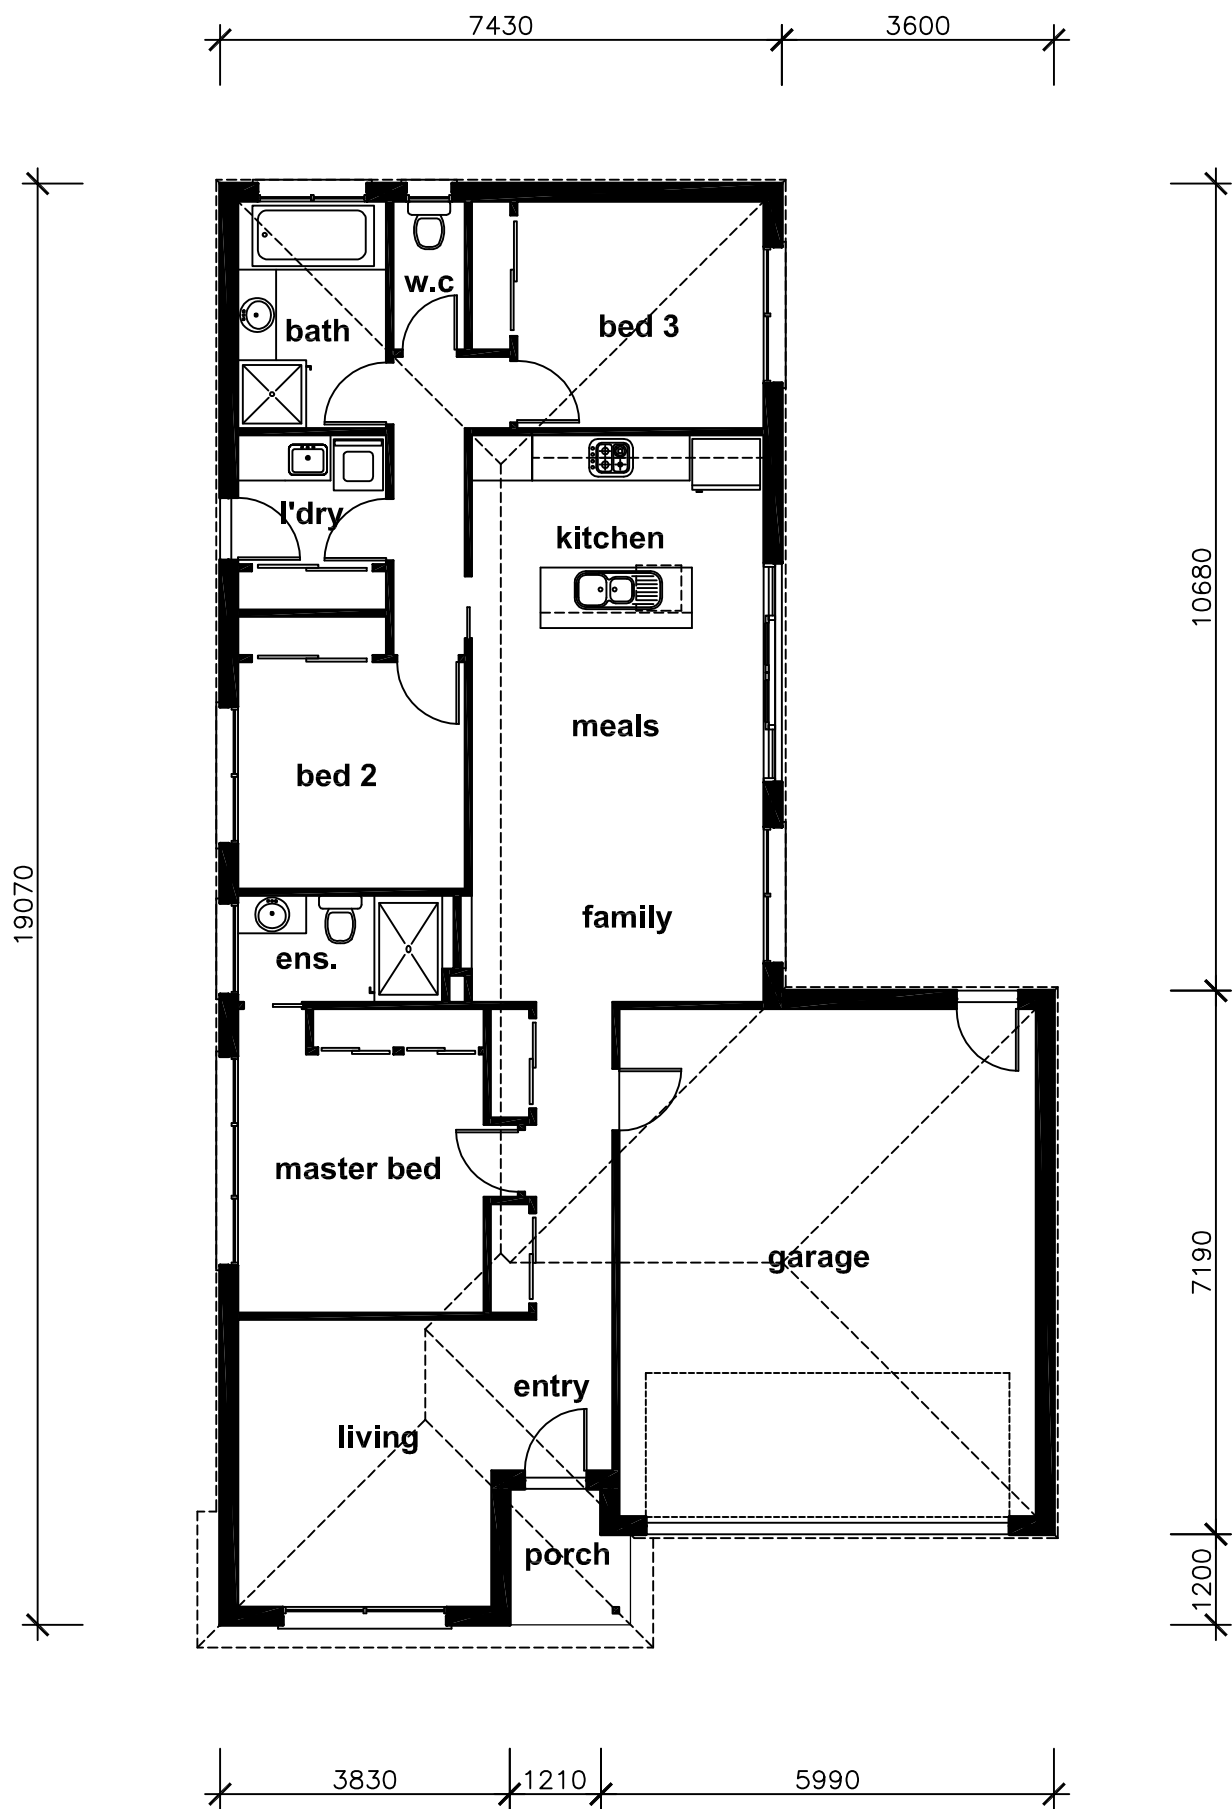 7430 3600
w.c
bath
bed 3
l'dry
kitchen
10680
meals
bed 2
19070
family
ens.
master bed
garage
7190
entry
living
porch
1200
3830 1210 5990